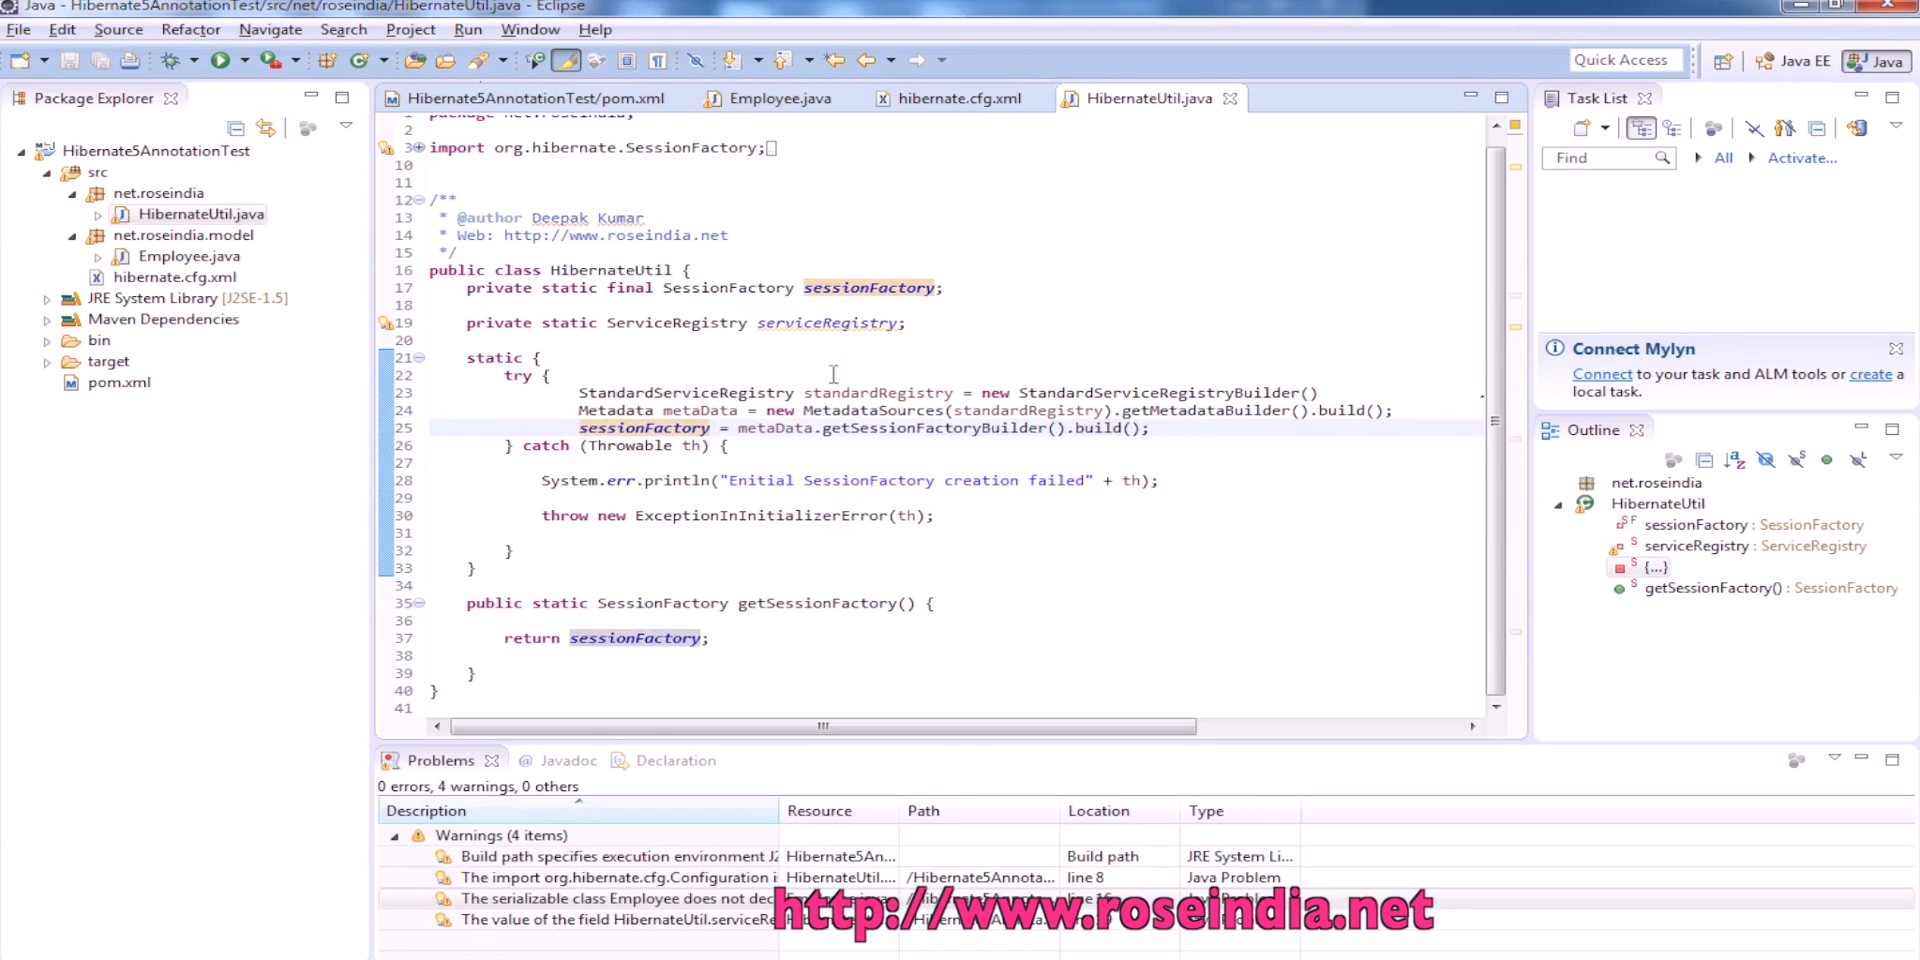 Java - Hibernate5AnnotationTest/src/net/roseindia/HibernateUtil.java - Eclipse
File Edit Source Refactor Navigate Search Project Run Window Help
Quick Access Java EE Java
Package Explorer
Hibernate5AnnotationTest
src
net.roseindia
HibernateUtil.java
net.roseindia.model
Employee.java
hibernate.cfg.xml
JRE System Library [J2SE-1.5]
Maven Dependencies
bin
target
pom.xml
Hibernate5AnnotationTest/pom.xml Employee.java hibernate.cfg.xml HibernateUtil.java
1 package net.roseindia;
2
3 import org.hibernate.SessionFactory;
10
11
12 /**
13 * @author Deepak Kumar
14 * Web: http://www.roseindia.net
15 */
16 public class HibernateUtil {
17 private static final SessionFactory sessionFactory;
18
19 private static ServiceRegistry serviceRegistry;
20
21 static {
22 try {
23 StandardServiceRegistry standardRegistry = new StandardServiceRegistryBuilder()
24 Metadata metaData = new MetadataSources(standardRegistry).getMetadataBuilder().build();
25 sessionFactory = metaData.getSessionFactoryBuilder().build();
26 } catch (Throwable th) {
27
28 System.err.println("Enitial SessionFactory creation failed" + th);
29
30 throw new ExceptionInInitializerError(th);
31
32 }
33 }
34
35 public static SessionFactory getSessionFactory() {
36
37 return sessionFactory;
38
39 }
40 }
41
Task List
Find All Activate...
Connect Mylyn
Connect to your task and ALM tools or create a
local task.
Outline
net.roseindia
HibernateUtil
sessionFactory : SessionFactory
serviceRegistry : ServiceRegistry
{...}
getSessionFactory() : SessionFactory
Problems @ Javadoc Declaration
0 errors, 4 warnings, 0 others
Description Resource Path Location Type
Warnings (4 items)
Build path specifies execution environment J2 Hibernate5An... Build path JRE System Li...
The import org.hibernate.cfg.Configuration is HibernateUtil.... /Hibernate5Annota... line 8 Java Problem
The serializable class Employee does not dec
The value of the field HibernateUtil.serviceRe
http://www.roseindia.net